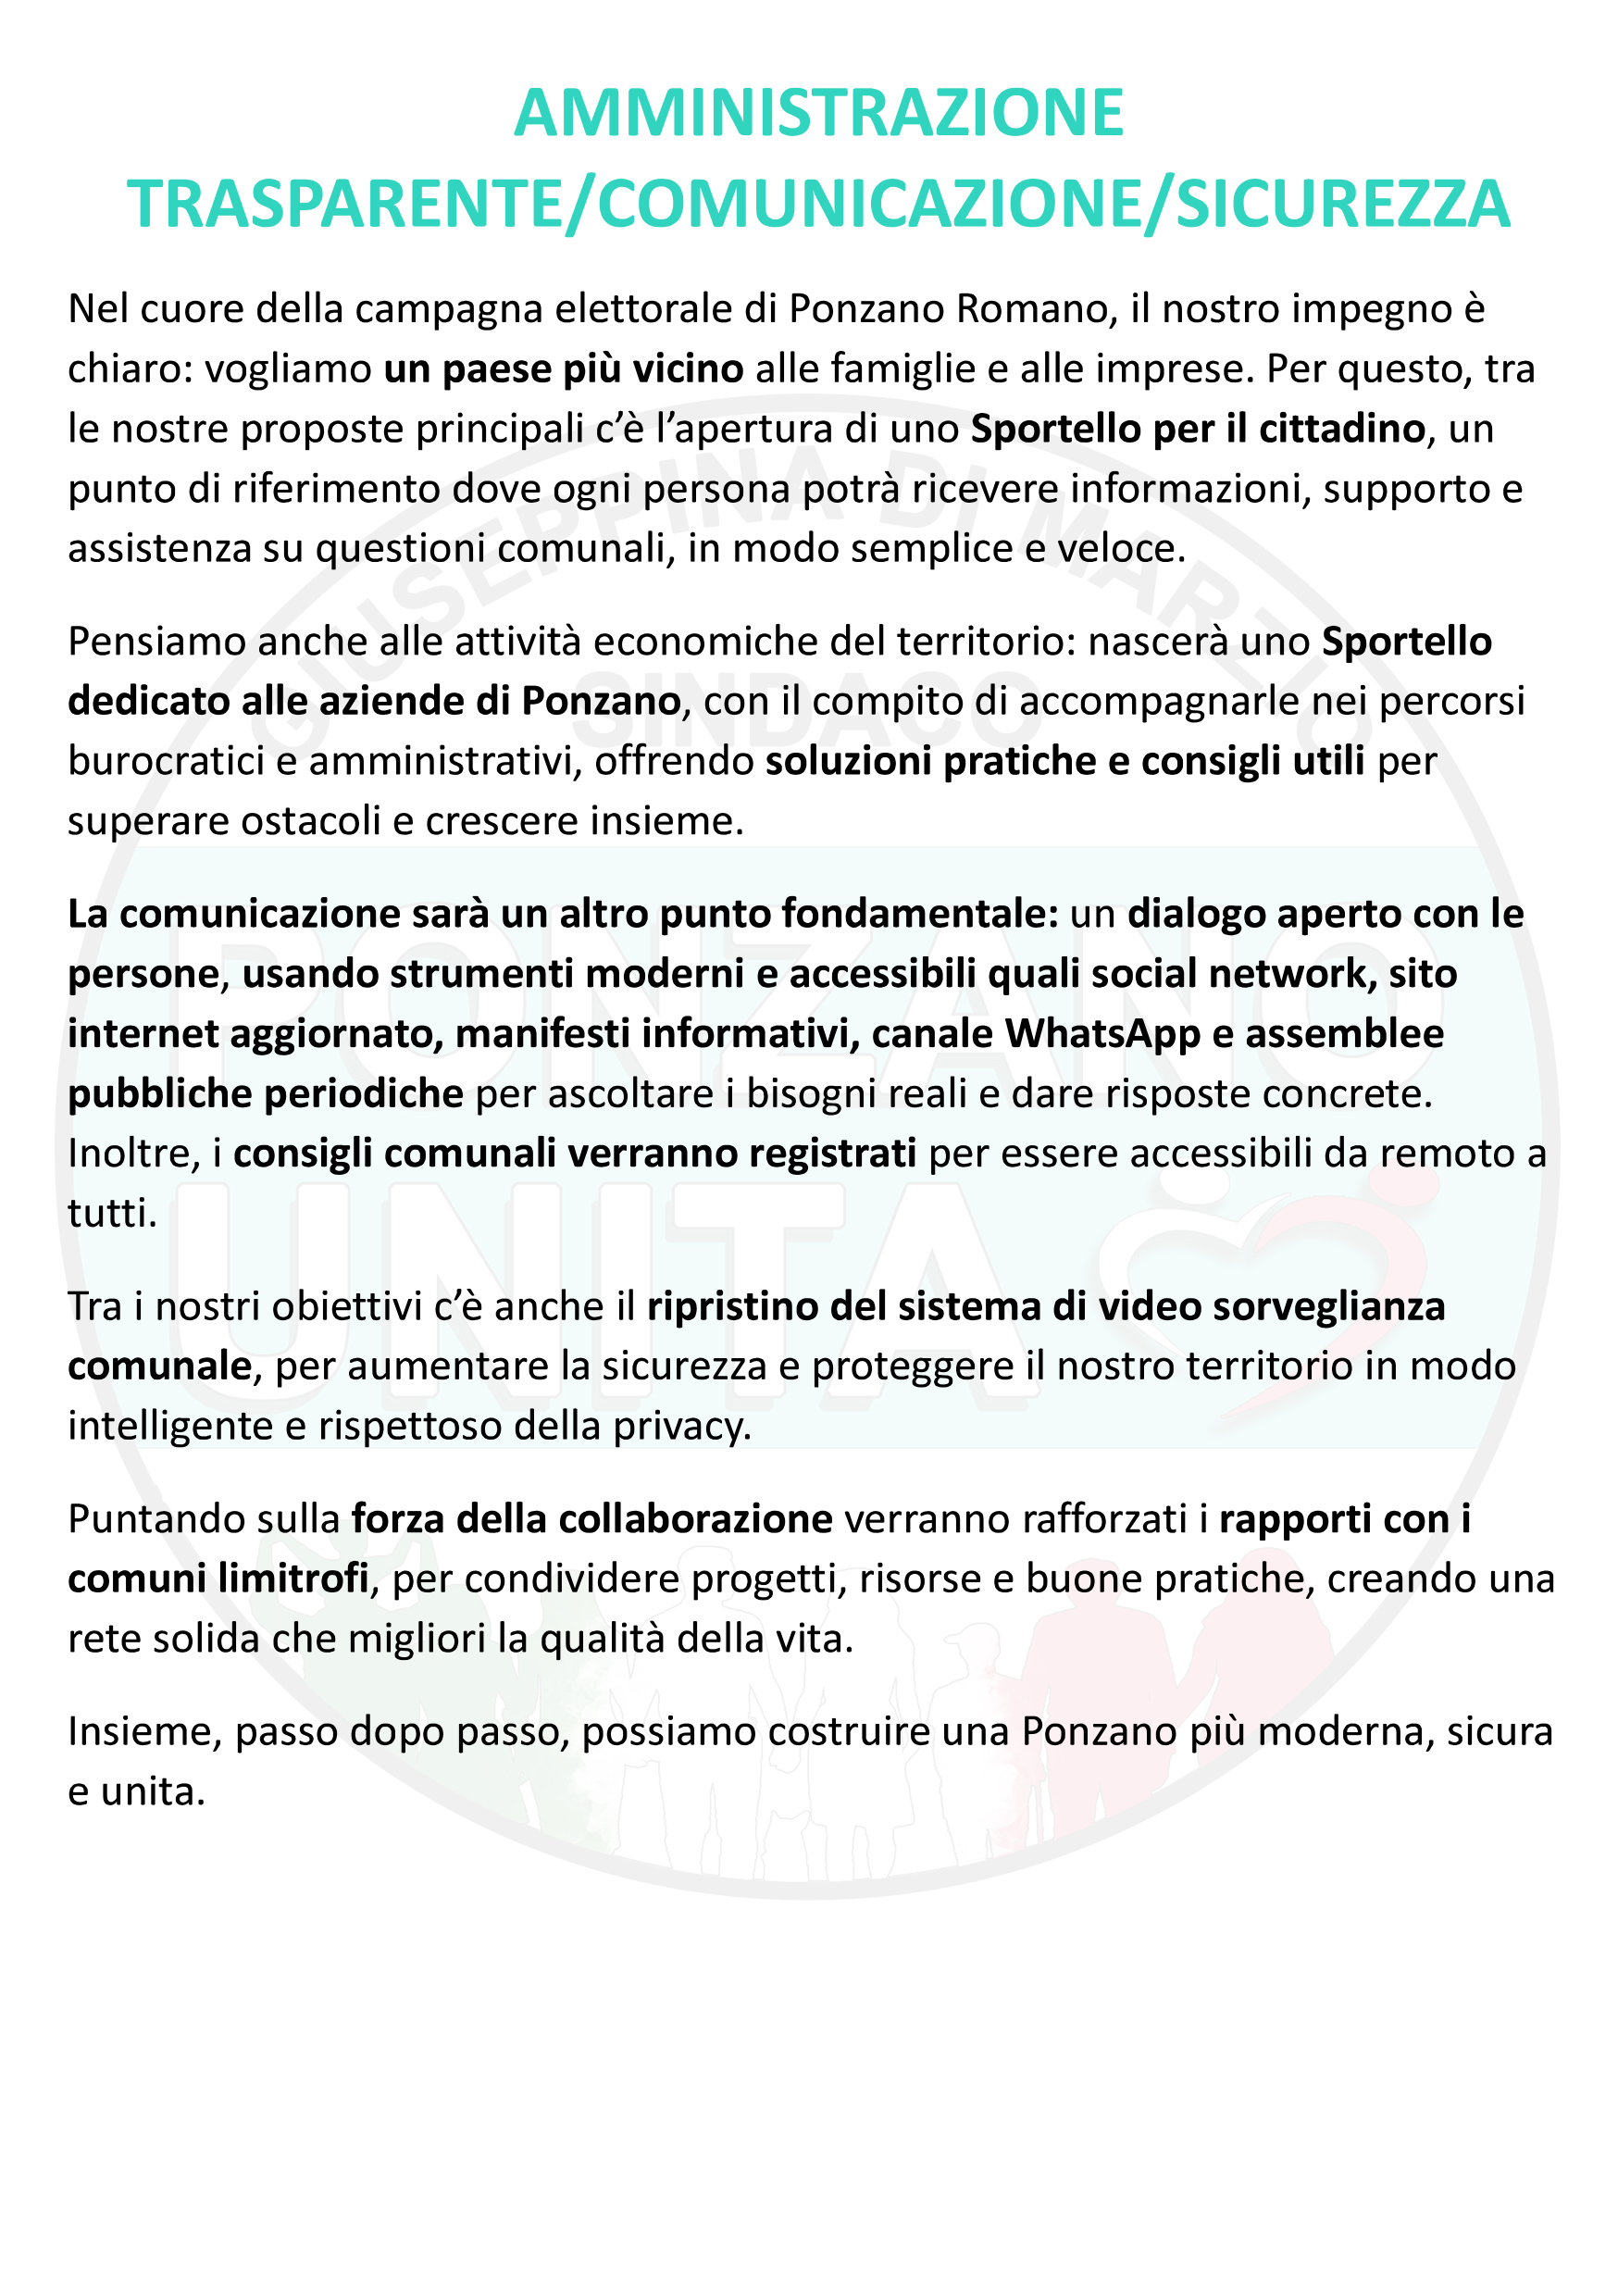 AMMINISTRAZIONE
TRASPARENTE/COMUNICAZIONE/SICUREZZA
Nel cuore della campagna elettorale di Ponzano Romano, il nostro impegno è
chiaro: vogliamo un paese più vicino alle famiglie e alle imprese. Per questo, tra
le nostre proposte principali c’è l’apertura di uno Sportello per il cittadino, un
punto di riferimento dove ogni persona potrà ricevere informazioni, supporto e
assistenza su questioni comunali, in modo semplice e veloce.
Pensiamo anche alle attività economiche del territorio: nascerà uno Sportello
dedicato alle aziende di Ponzano, con il compito di accompagnarle nei percorsi
burocratici e amministrativi, offrendo soluzioni pratiche e consigli utili per
superare ostacoli e crescere insieme.
La comunicazione sarà un altro punto fondamentale: un dialogo aperto con le
persone, usando strumenti moderni e accessibili quali social network, sito
internet aggiornato, manifesti informativi, canale WhatsApp e assemblee
pubbliche periodiche per ascoltare i bisogni reali e dare risposte concrete.
Inoltre, i consigli comunali verranno registrati per essere accessibili da remoto a
tutti.
Tra i nostri obiettivi c’è anche il ripristino del sistema di video sorveglianza
comunale, per aumentare la sicurezza e proteggere il nostro territorio in modo
intelligente e rispettoso della privacy.
Puntando sulla forza della collaborazione verranno rafforzati i rapporti con i
comuni limitrofi, per condividere progetti, risorse e buone pratiche, creando una
rete solida che migliori la qualità della vita.
Insieme, passo dopo passo, possiamo costruire una Ponzano più moderna, sicura
e unita.
GIUSEPPINA DI MARZIO
SINDACO
PONZANO
UNITA